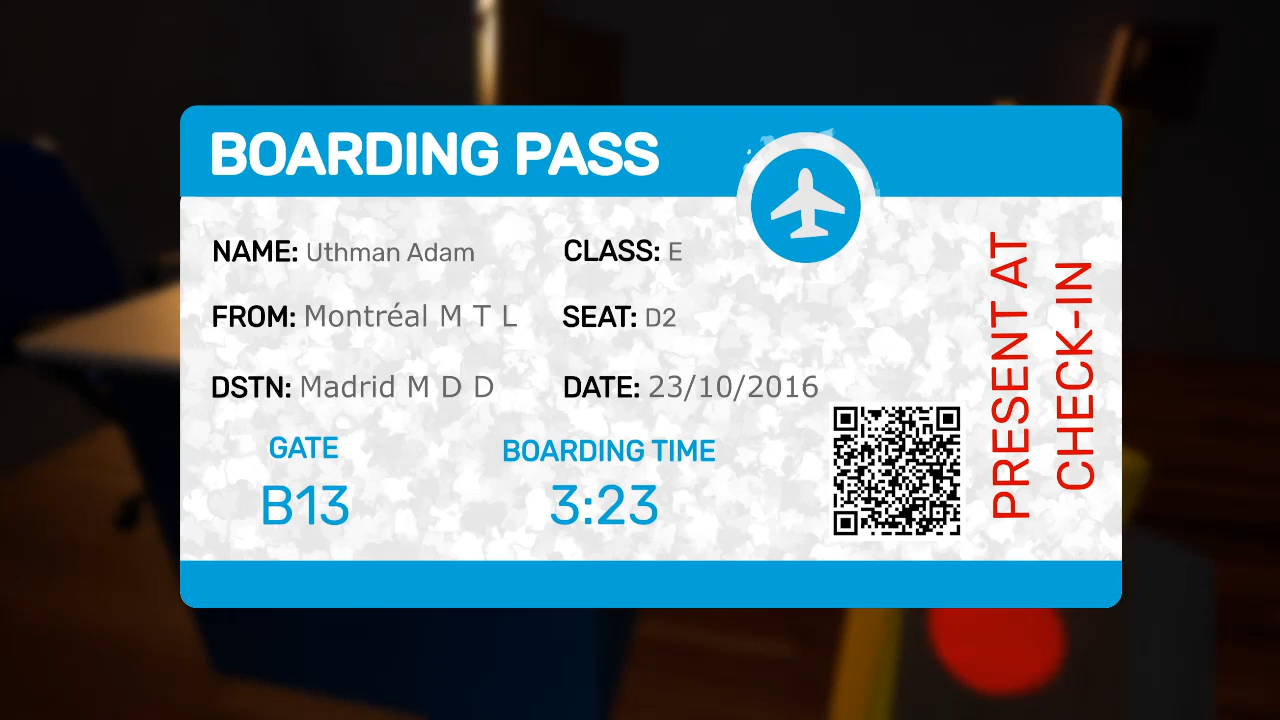 BOARDING PASS
NAME: Uthman Adam
CLASS: E
FROM: Montréal M T L
SEAT: D2
DSTN: Madrid M D D
DATE: 23/10/2016
GATE
BOARDING TIME
B13
3:23
PRESENT AT
CHECK-IN